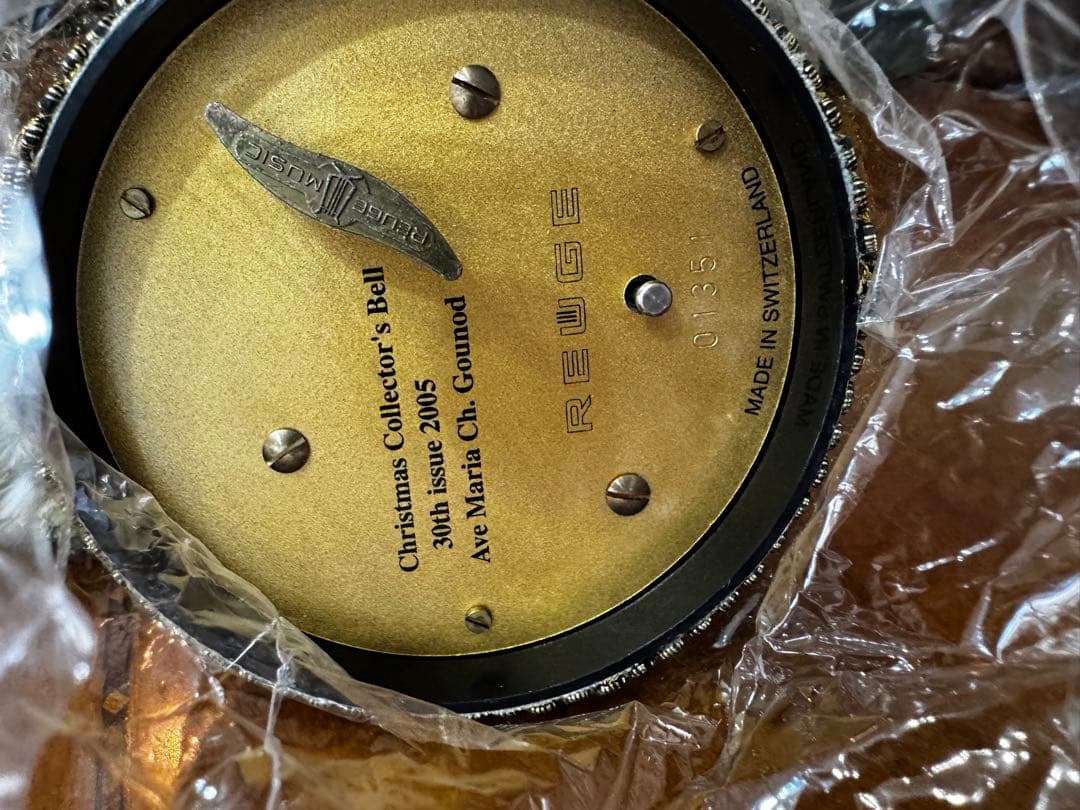 REUGE MUSIC
Christmas Collector's Bell
30th issue 2005
Ave Maria Ch. Gounod
REUGE
01351
MADE IN SWITZERLAND